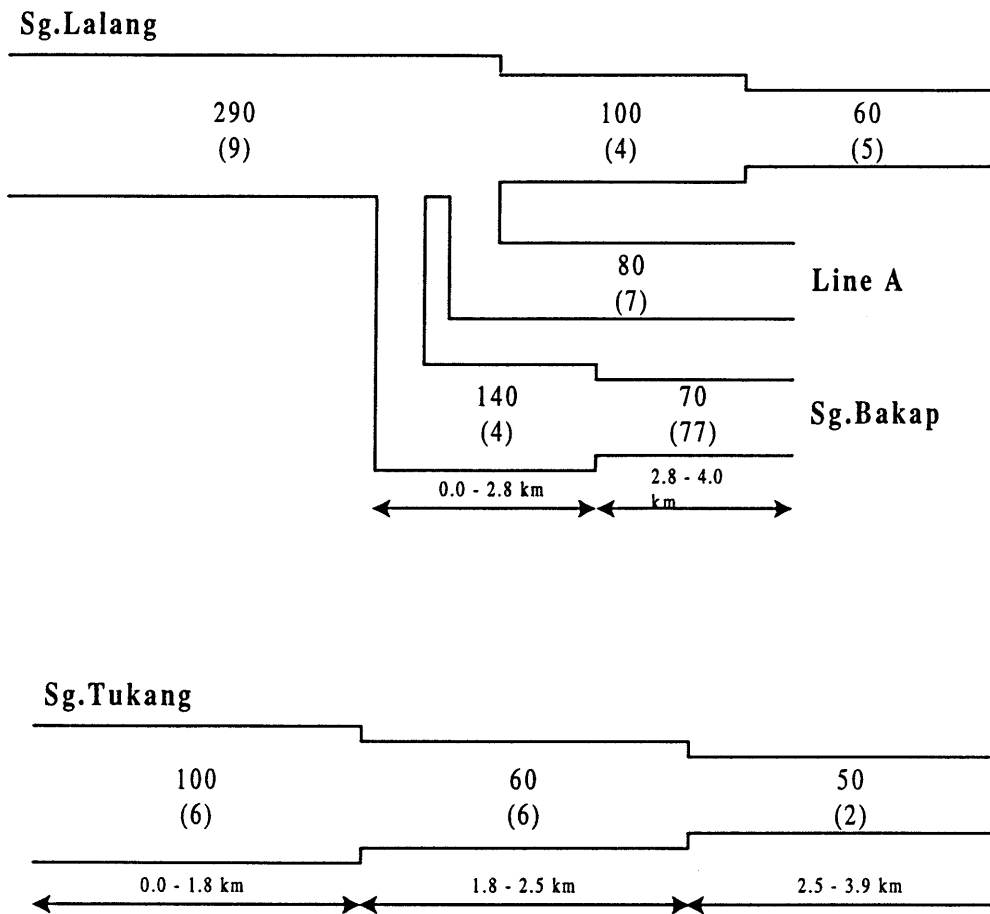 Sg.Lalang
290
(9)
100
(4)
60
(5)
80
(7)
Line A
140
(4)
70
(77)
Sg.Bakap
0.0 - 2.8 km
2.8 - 4.0
km
Sg.Tukang
100
(6)
60
(6)
50
(2)
0.0 - 1.8 km
1.8 - 2.5 km
2.5 - 3.9 km